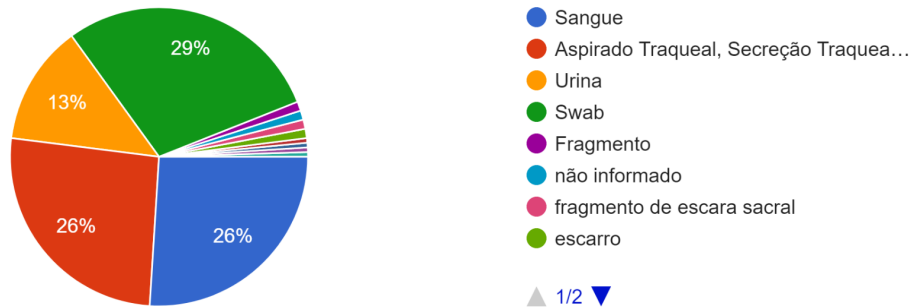 29%
13%
26%
26%
Sangue
Aspirado Traqueal, Secreção Traquea...
Urina
Swab
Fragmento
não informado
fragmento de escara sacral
escarro
1/2